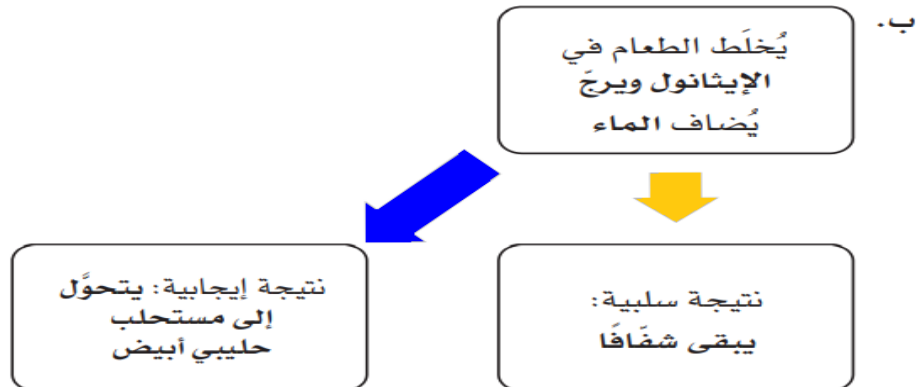 ب.
يُخلَط الطعام في
الإيثانول ويرجّ
يُضاف الماء
نتيجة سلبية:
يبقى شفّافًا
نتيجة إيجابية: يتحوَّل
إلى مستحلب
حليبي أبيض